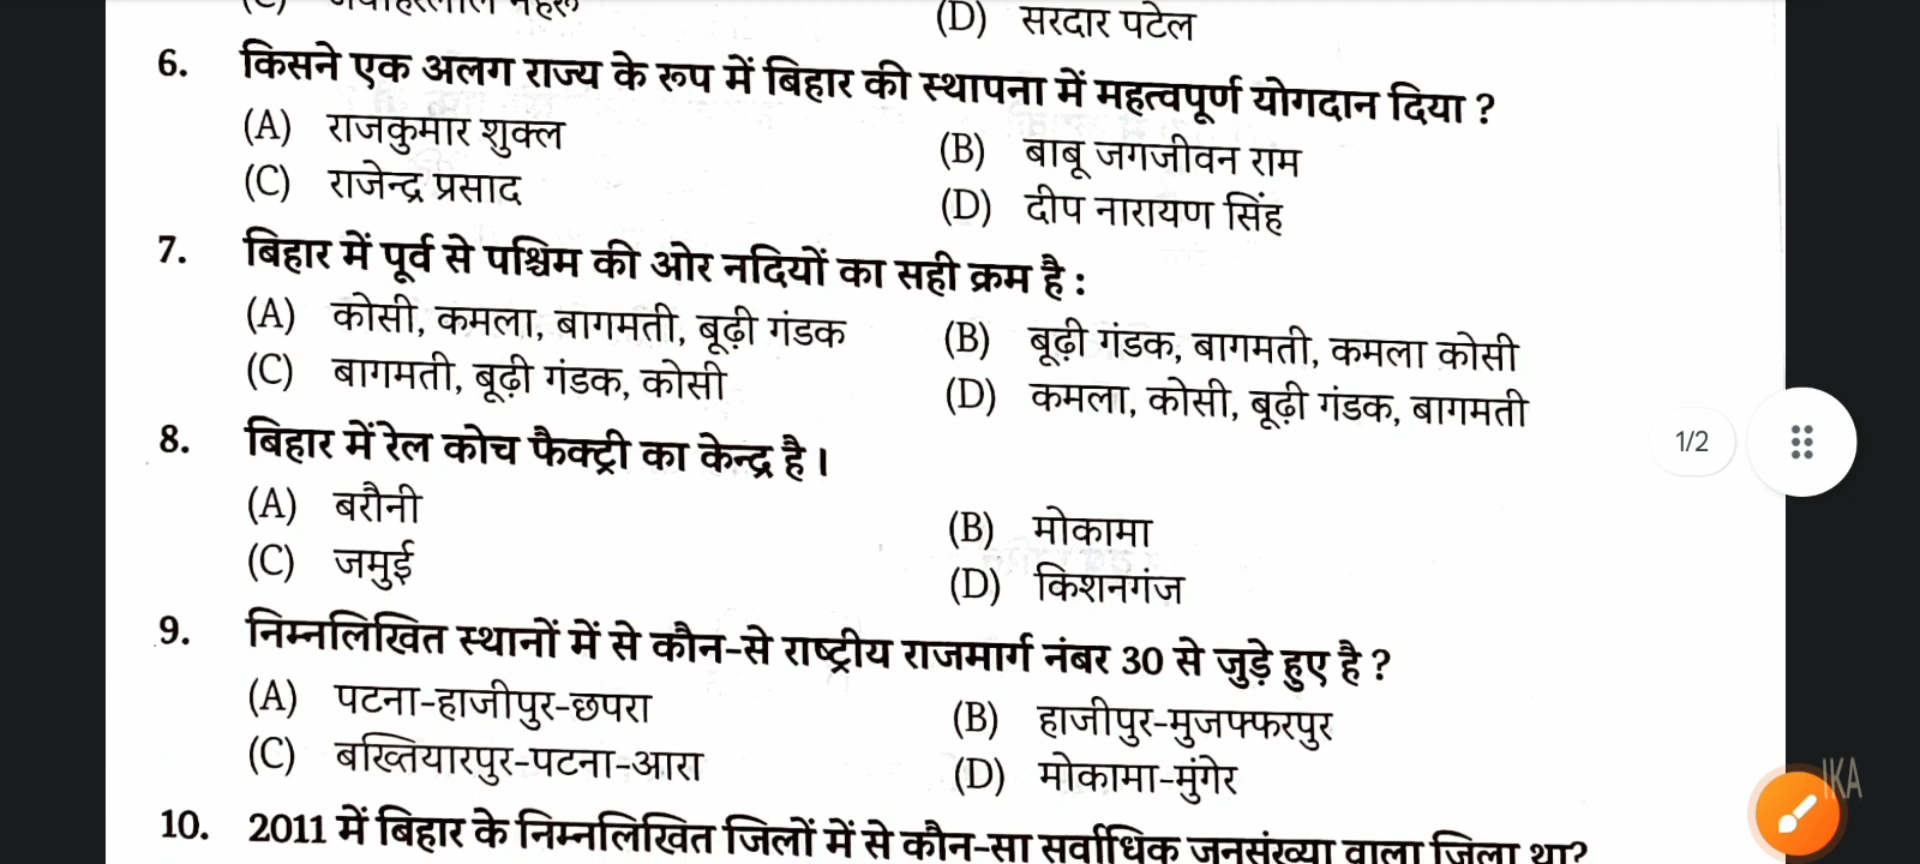 (D) सरदार पटेल
6. किसने एक अलग राज्य के रूप में बिहार की स्थापना में महत्वपूर्ण योगदान दिया ?
(A) राजकुमार शुक्ल (B) बाबू जगजीवन राम
(C) राजेन्द्र प्रसाद (D) दीप नारायण सिंह
7. बिहार में पूर्व से पश्चिम की ओर नदियों का सही क्रम है :
(A) कोसी, कमला, बागमती, बूढ़ी गंडक (B) बूढ़ी गंडक, बागमती, कमला कोसी
(C) बागमती, बूढ़ी गंडक, कोसी (D) कमला, कोसी, बूढ़ी गंडक, बागमती
8. बिहार में रेल कोच फैक्ट्री का केन्द्र है ।
(A) बरौनी (B) मोकामा
(C) जमुई (D) किशनगंज
9. निम्नलिखित स्थानों में से कौन-से राष्ट्रीय राजमार्ग नंबर 30 से जुड़े हुए है ?
(A) पटना-हाजीपुर-छपरा (B) हाजीपुर-मुजफ्फरपुर
(C) बख्तियारपुर-पटना-आरा (D) मोकामा-मुंगेर
10. 2011 में बिहार के निम्नलिखित जिलों में से कौन-सा सर्वाधिक जनसंख्या वाला जिला था?
1/2
IKA